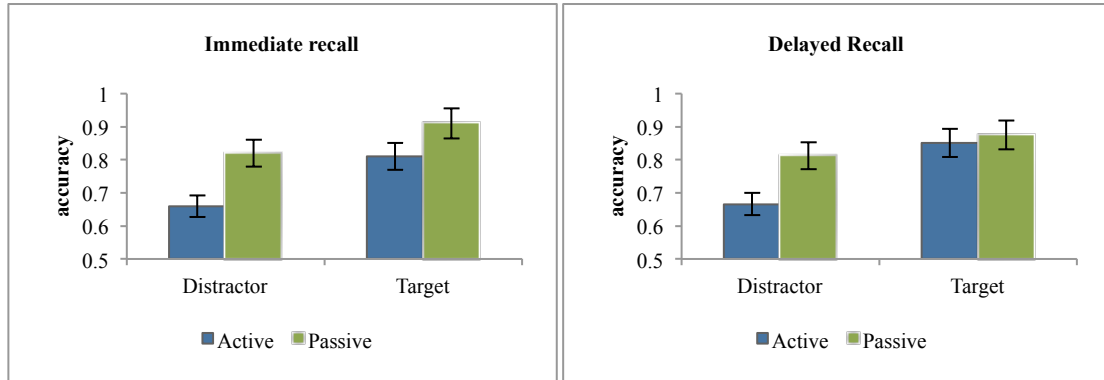 Immediate recall
accuracy
1
0.9
0.8
0.7
0.6
0.5
Distractor Target
Active Passive
Delayed Recall
accuracy
1
0.9
0.8
0.7
0.6
0.5
Distractor Target
Active Passive